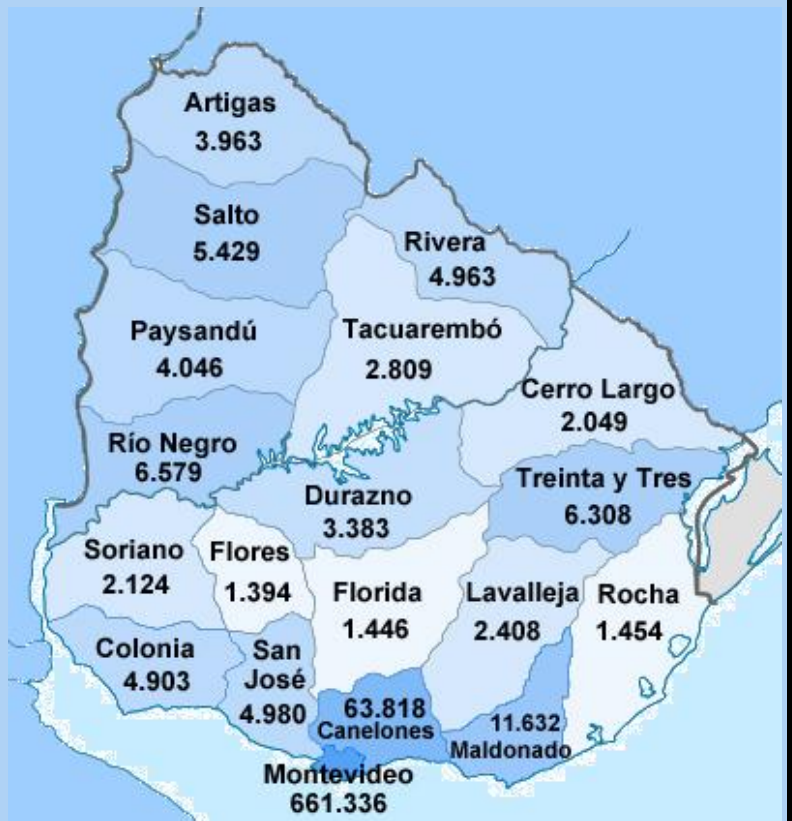 Artigas
3.963
Salto
5.429
Rivera
4.963
Paysandú
4.046
Tacuarembó
2.809
Cerro Largo
2.049
Río Negro
6.579
Treinta y Tres
6.308
Durazno
3.383
Soriano
2.124
Flores
1.394
Florida
1.446
Lavalleja
2.408
Rocha
1.454
Colonia
4.903
San
José
4.980
63.818
Canelones
11.632
Maldonado
Montevideo
661.336